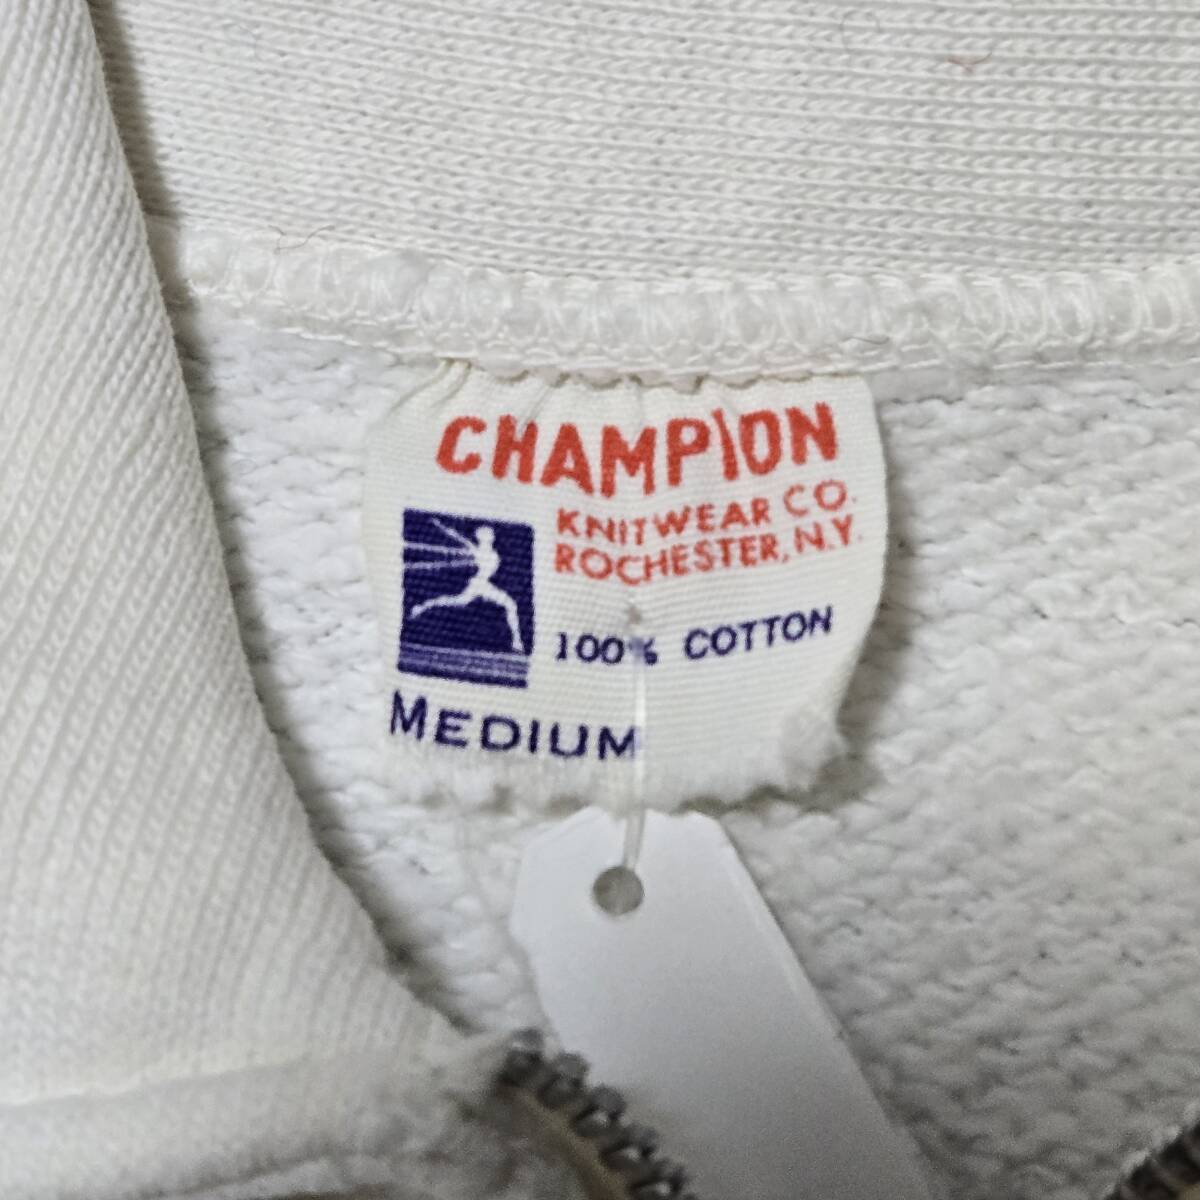 CHAMPION
KNITWEAR CO.
ROCHESTER, N.Y.
100% COTTON
MEDIUM